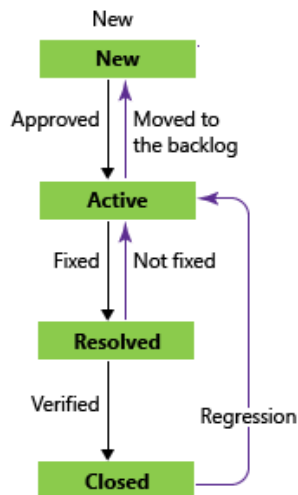 New
New
Approved
Moved to
the backlog
Active
Fixed
Not fixed
Resolved
Verified
Regression
Closed